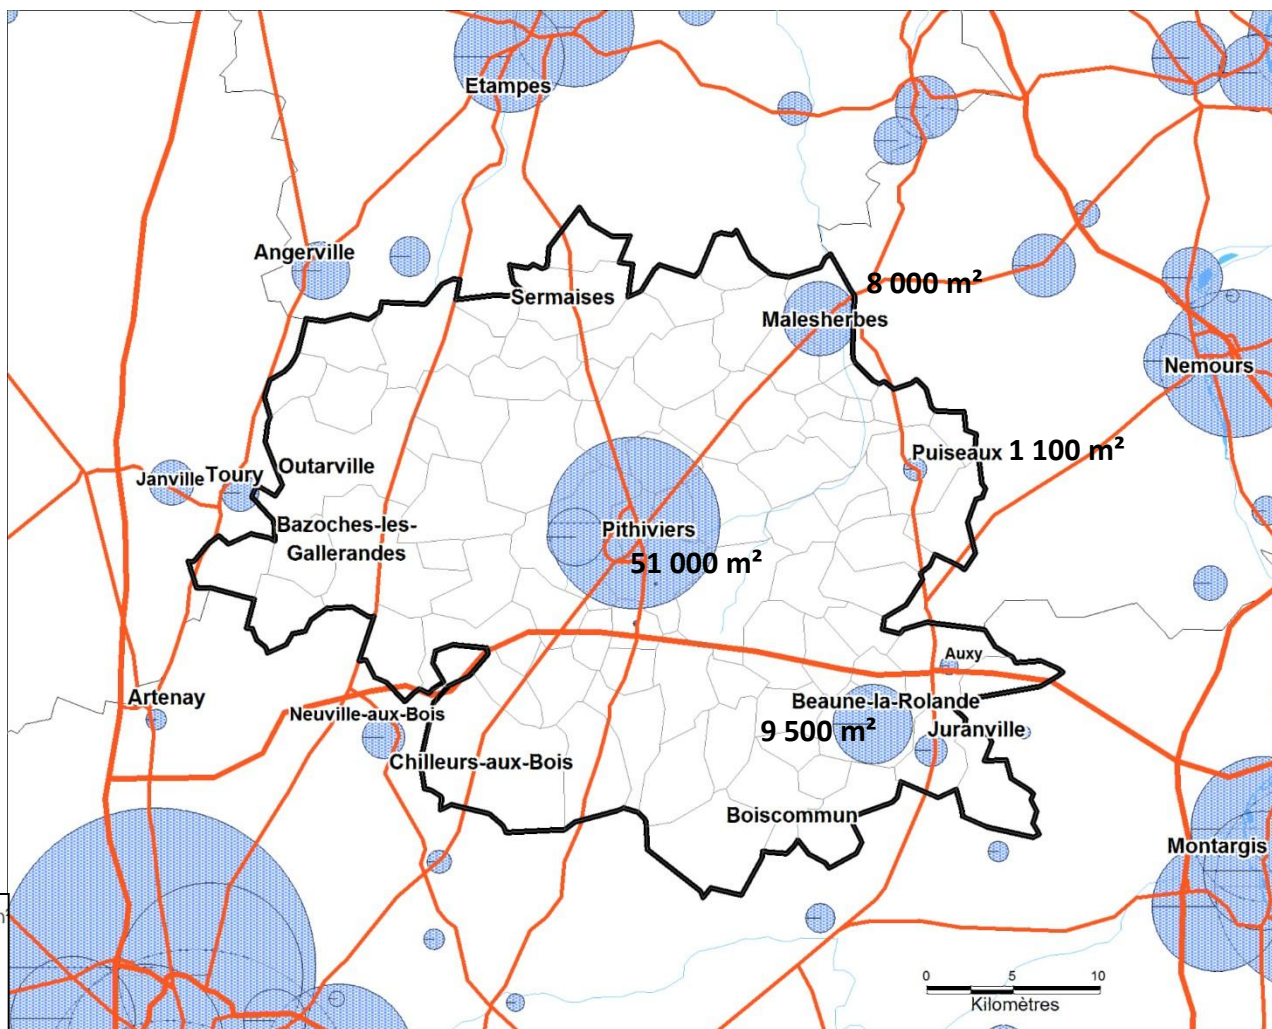 Etampes
Angerville
Sermaises
8 000 m²
Malesherbes
Nemours
Puiseaux 1 100 m²
Outarville
Janville Toury
Bazoches-les-
Gallerandes
Pithiviers
51 000 m²
Auxy
Artenay
Neuville-aux-Bois
Beaune-la-Rolande
9 500 m²
Juranville
Chilleurs-aux-Bois
Boiscommun
Montargis
0 5 10
Kilomètres